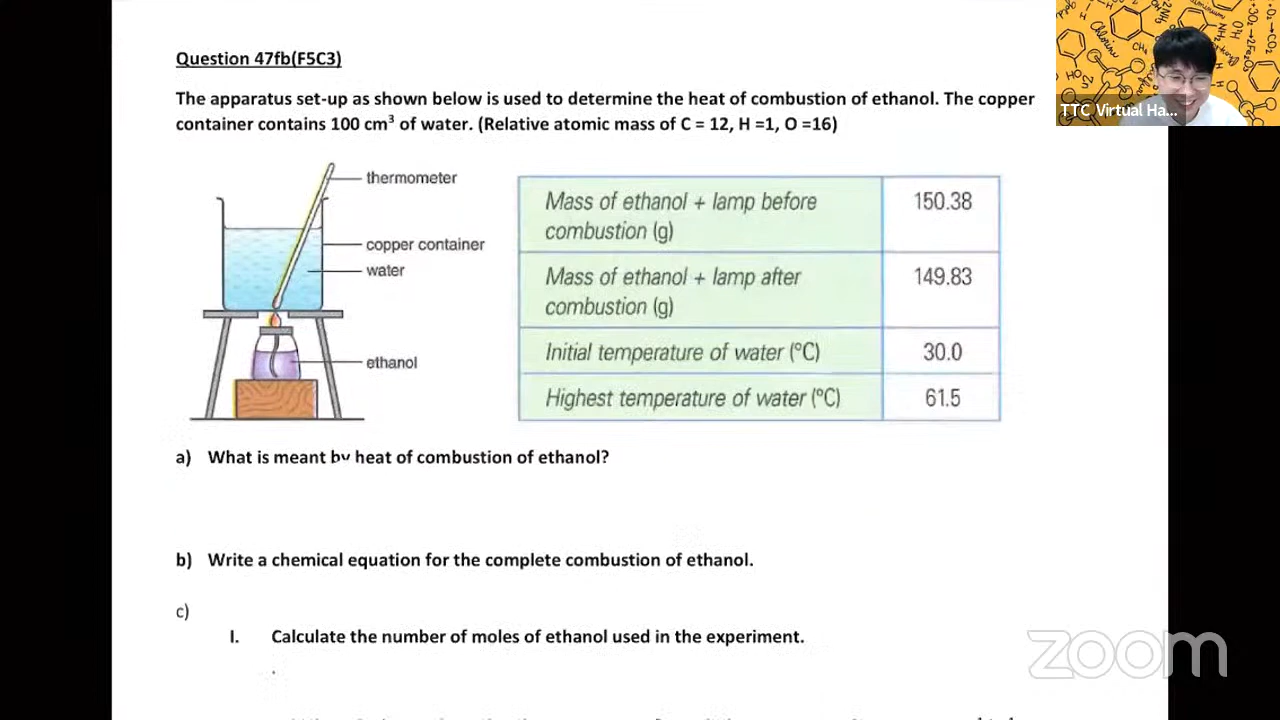 Question 47fb(F5C3)
The apparatus set-up as shown below is used to determine the heat of combustion of ethanol. The copper
container contains 100 cm³ of water. (Relative atomic mass of C = 12, H =1, O =16)
TTC Virtual Ha...
thermometer
copper container
water
ethanol
Mass of ethanol + lamp before
combustion (g)
150.38
Mass of ethanol + lamp after
combustion (g)
149.83
Initial temperature of water (°C)
30.0
Highest temperature of water (°C)
61.5
a) What is meant by heat of combustion of ethanol?
b) Write a chemical equation for the complete combustion of ethanol.
c)
I. Calculate the number of moles of ethanol used in the experiment.
zoom